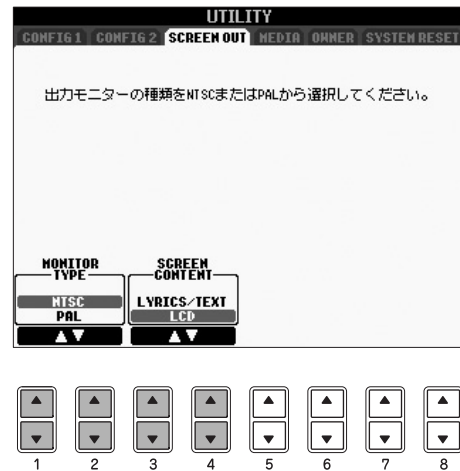 UTILITY
CONFIG 1 CONFIG 2 SCREEN OUT MEDIA OWNER SYSTEM RESET
出力モニターの種類をNTSCまたはPALから選択してください。
MONITOR TYPE
NTSC
PAL
▲▼
SCREEN CONTENT
LYRICS/TEXT
LCD
▲▼
1 2 3 4 5 6 7 8